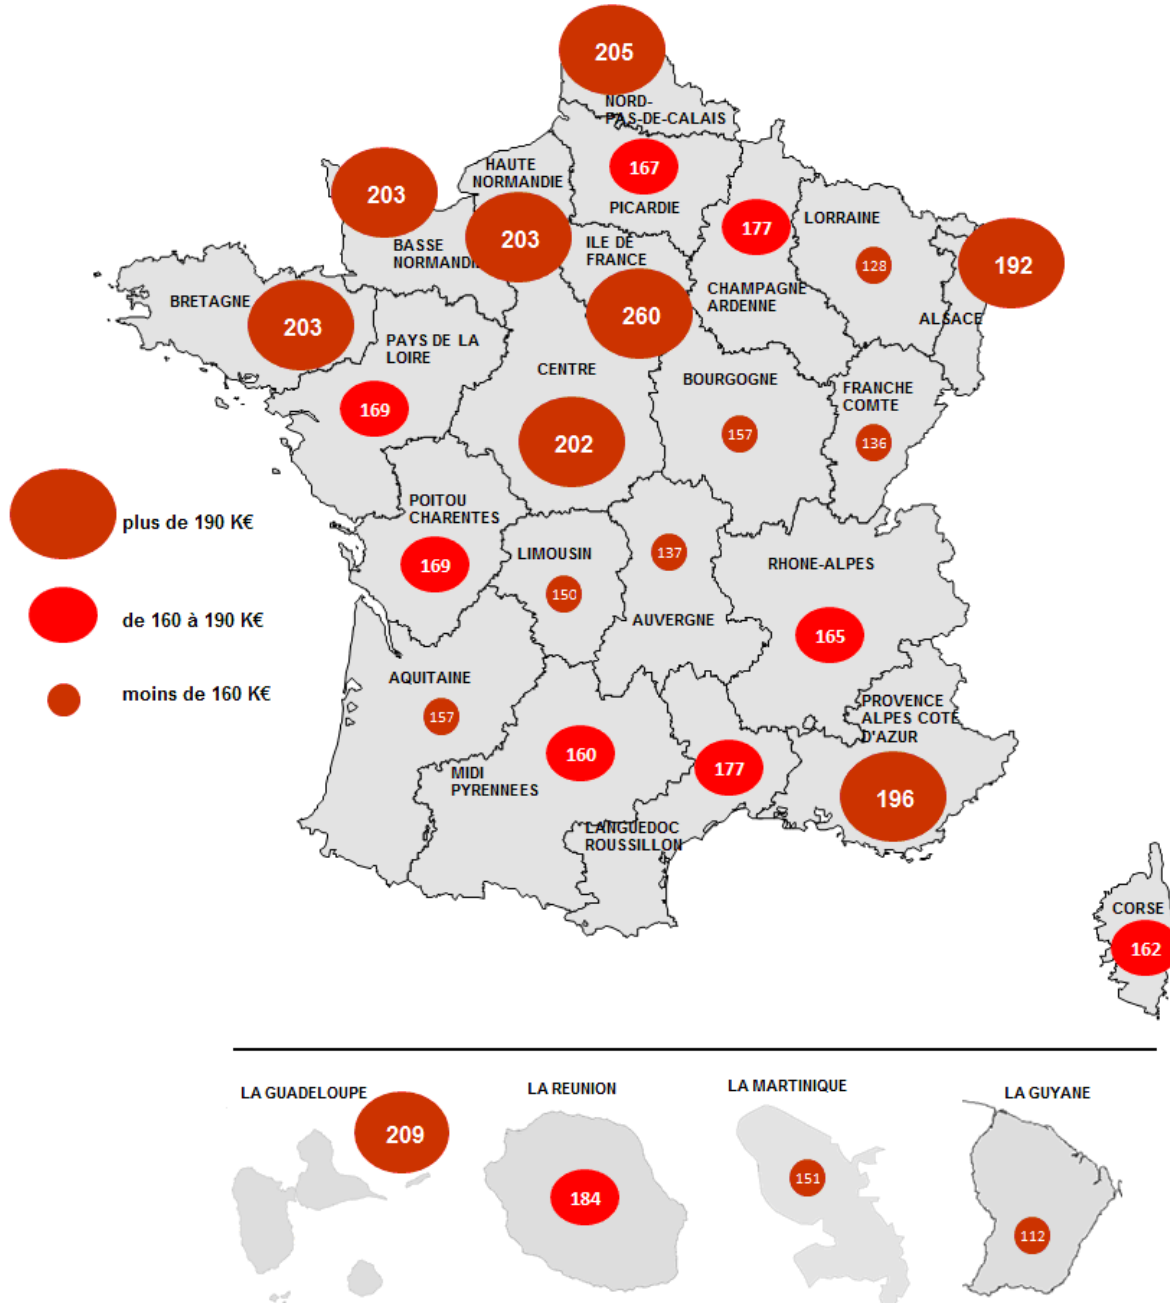 205
NORD-
PAS-DE-CALAIS
HAUTE
NORMANDIE
167
PICARDIE
203
203
BASSE
NORMANDI
ILE DE
FRANCE
177
LORRAINE
128
192
ALSACE
CHAMPAGNE
ARDENNE
BRETAGNE
203
260
PAYS DE LA
LOIRE
169
CENTRE
202
BOURGOGNE
157
FRANCHE
COMTE
136
plus de 190 K€
de 160 à 190 K€
moins de 160 K€
POITOU
CHARENTES
169
LIMOUSIN
150
137
AUVERGNE
RHONE-ALPES
165
AQUITAINE
157
MIDI
PYRENNEES
160
177
LANGUEDOC
ROUSSILLON
PROVENCE
ALPES COTE
D'AZUR
196
CORSE
162
LA GUADELOUPE
209
LA REUNION
184
LA MARTINIQUE
151
LA GUYANE
112